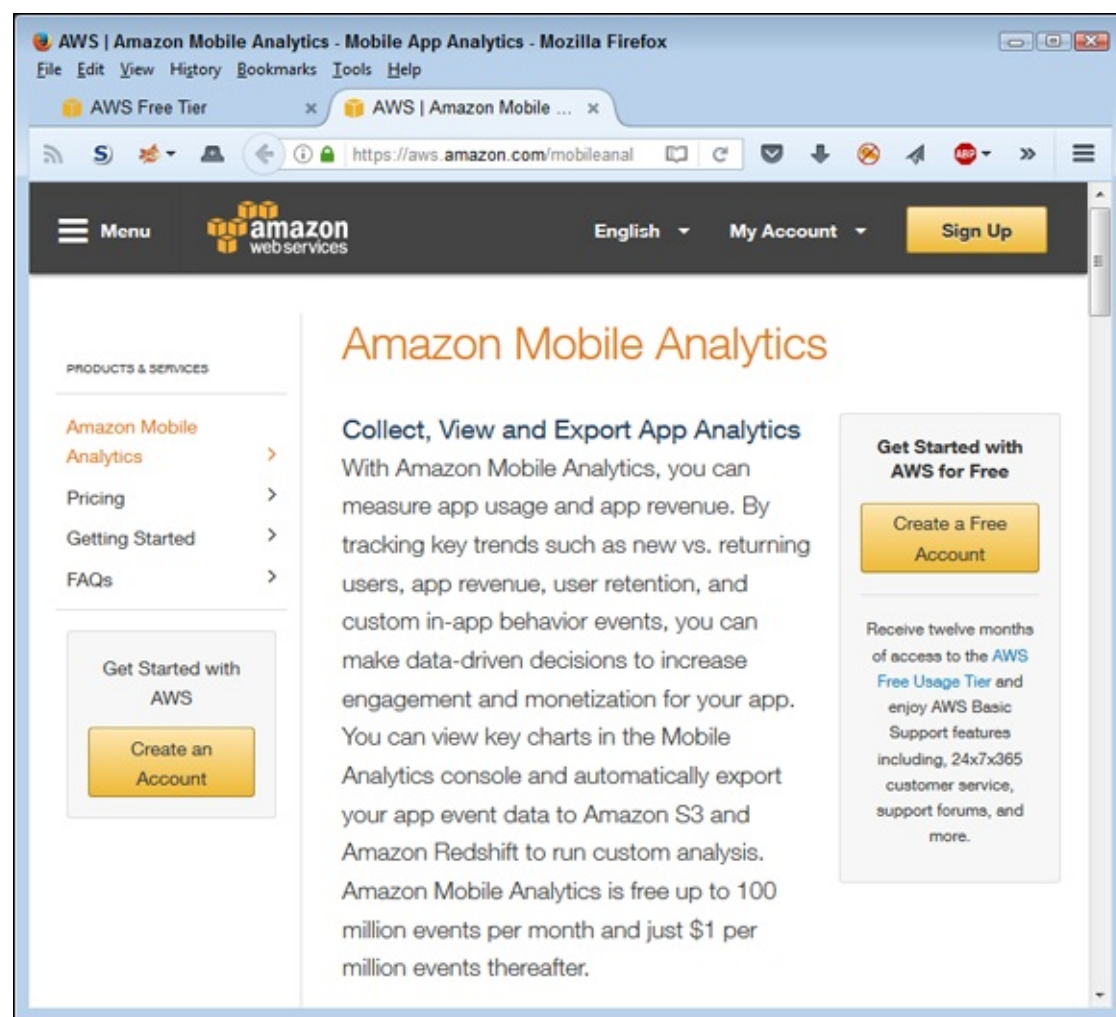 AWS | Amazon Mobile Analytics - Mobile App Analytics - Mozilla Firefox
File Edit View History Bookmarks Tools Help
AWS Free Tier
AWS | Amazon Mobile ...
S
https://aws.amazon.com/mobileanal
ABP
Menu
amazon
webservices
English
My Account
Sign Up
PRODUCTS & SERVICES
Amazon Mobile
Analytics
Pricing
Getting Started
FAQs
Get Started with
AWS
Create an
Account
Amazon Mobile Analytics
Collect, View and Export App Analytics
With Amazon Mobile Analytics, you can
measure app usage and app revenue. By
tracking key trends such as new vs. returning
users, app revenue, user retention, and
custom in-app behavior events, you can
make data-driven decisions to increase
engagement and monetization for your app.
You can view key charts in the Mobile
Analytics console and automatically export
your app event data to Amazon S3 and
Amazon Redshift to run custom analysis.
Amazon Mobile Analytics is free up to 100
million events per month and just $1 per
million events thereafter.
Get Started with
AWS for Free
Create a Free
Account
Receive twelve months
of access to the AWS
Free Usage Tier and
enjoy AWS Basic
Support features
including, 24x7x365
customer service,
support forums, and
more.